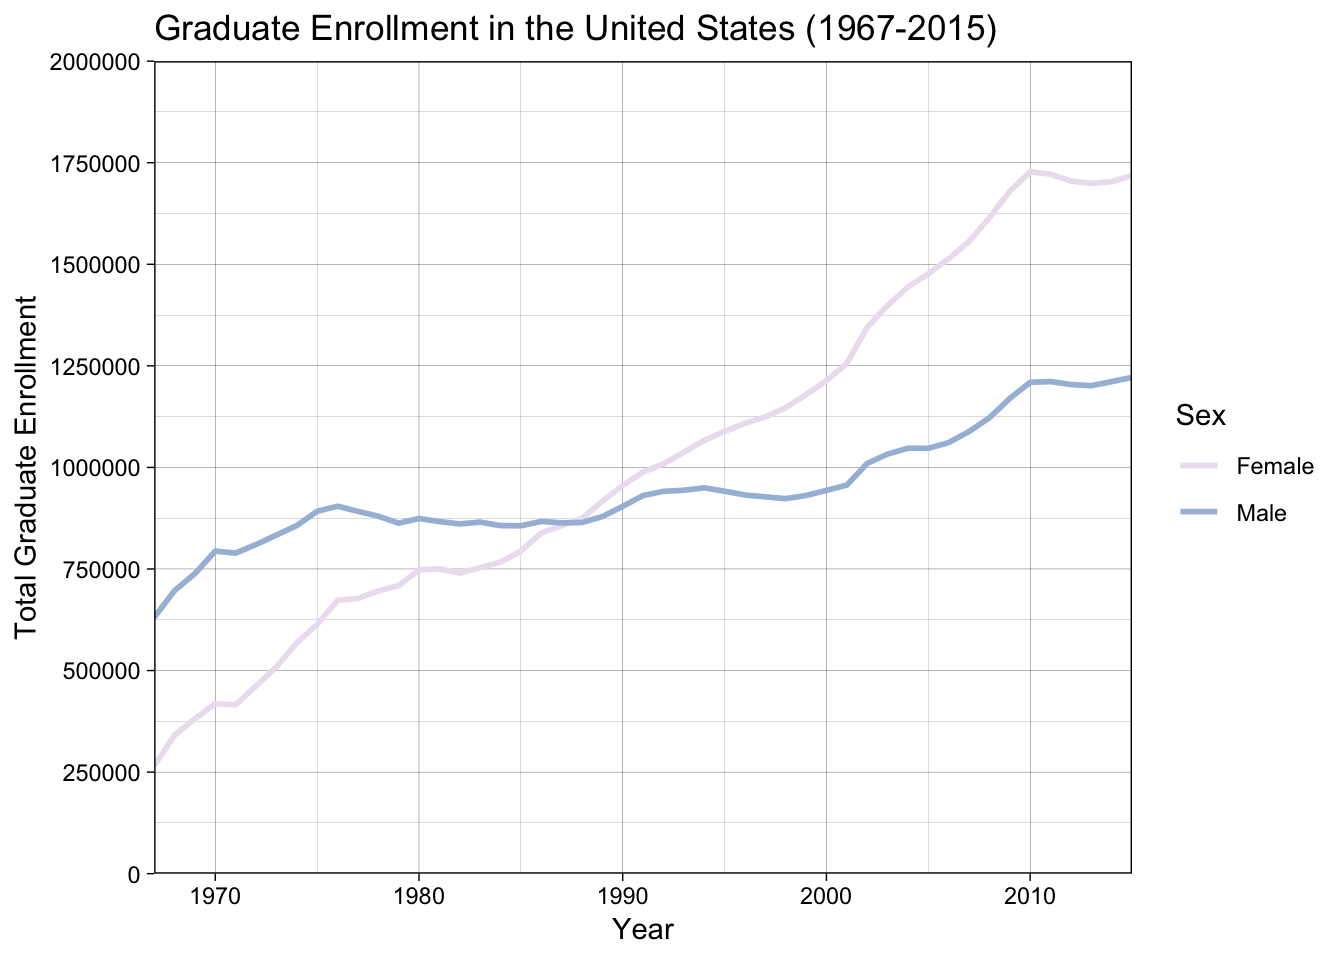 Graduate Enrollment in the United States (1967-2015)
2000000
1750000
1500000
1250000
1000000
750000
500000
250000
0
Total Graduate Enrollment
1970 1980 1990 2000 2010
Year
Sex
Female
Male